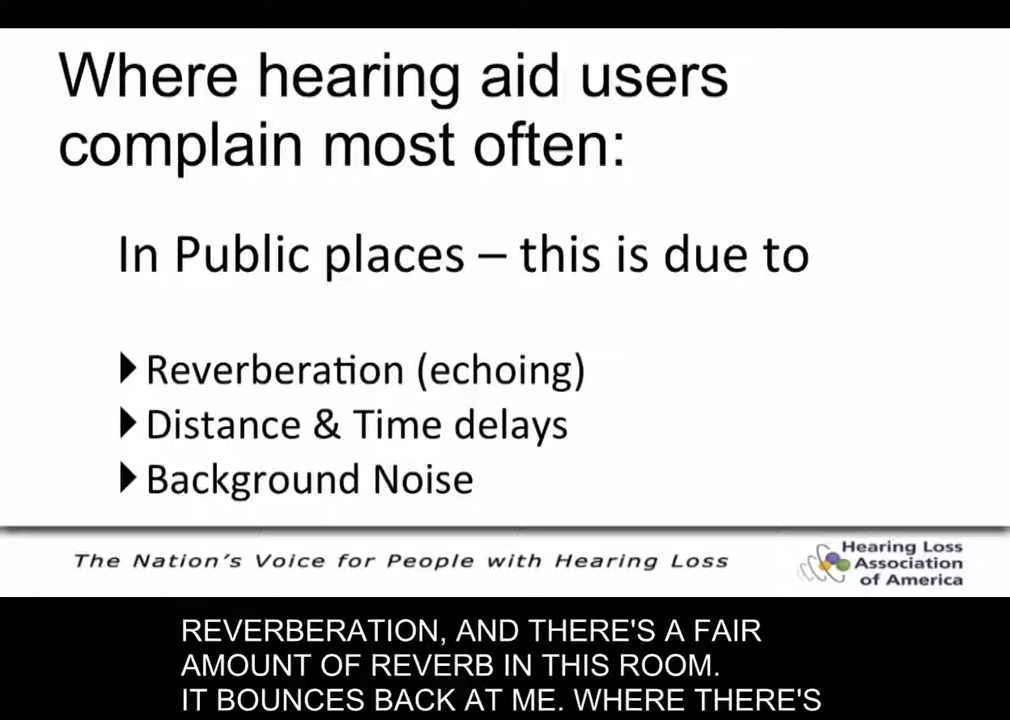 Where hearing aid users
complain most often:
In Public places – this is due to
Reverberation (echoing)
Distance & Time delays
Background Noise
The Nation's Voice for People with Hearing Loss
Hearing Loss
Association
of America
REVERBERATION, AND THERE'S A FAIR
AMOUNT OF REVERB IN THIS ROOM.
IT BOUNCES BACK AT ME. WHERE THERE'S